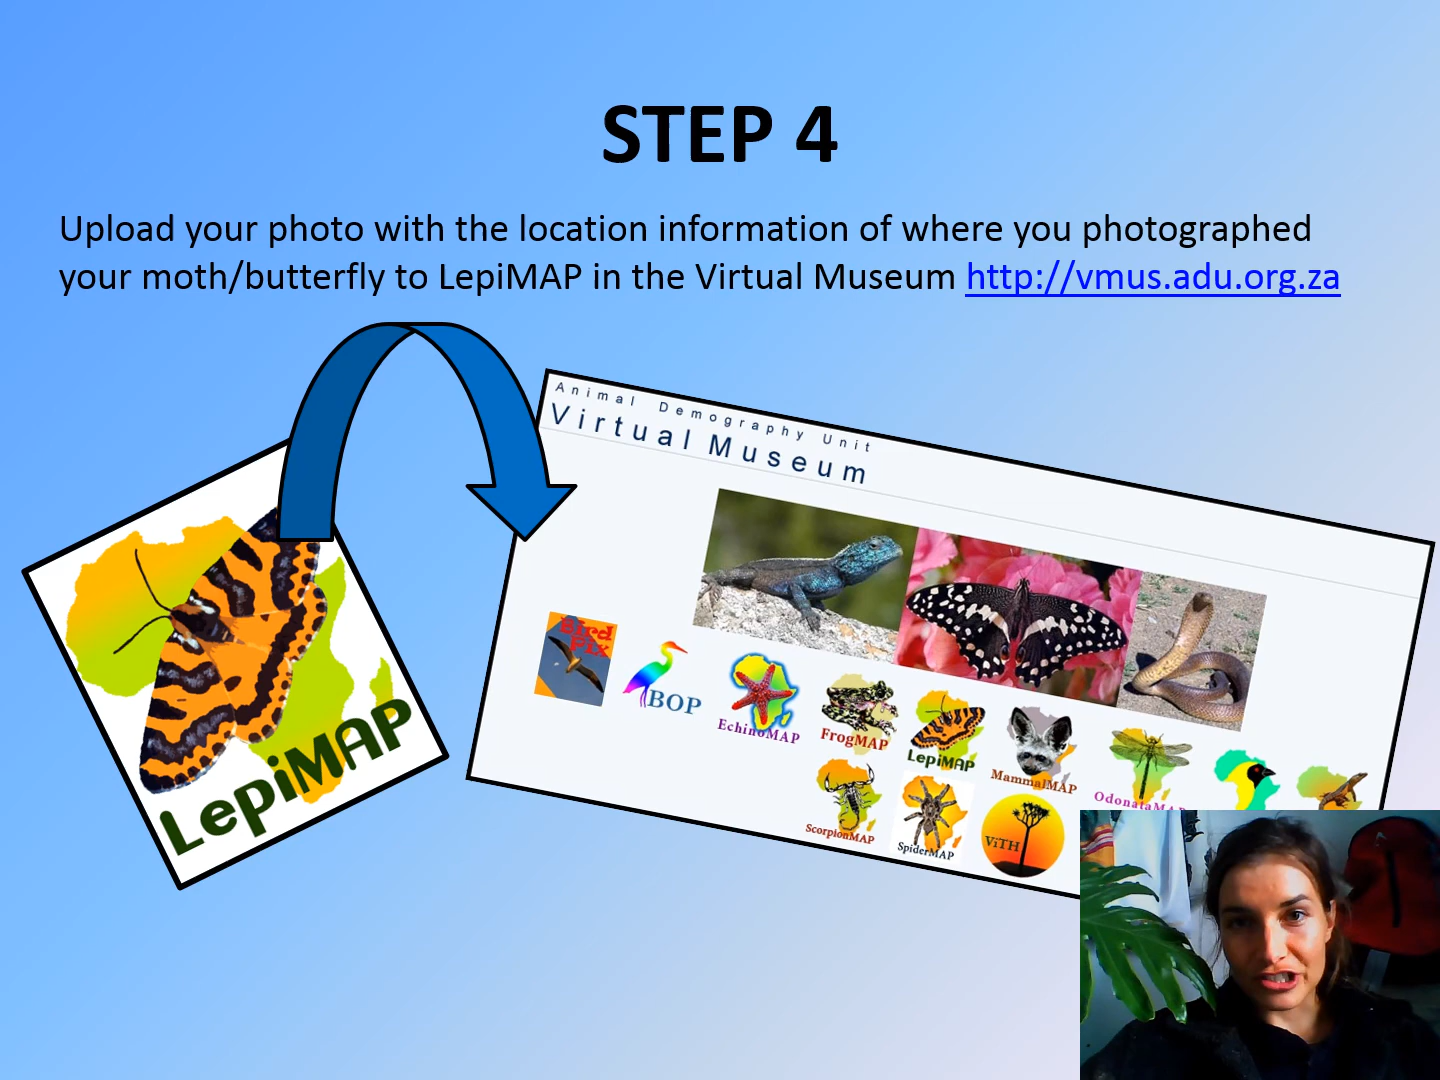 STEP 4
Upload your photo with the location information of where you photographed
your moth/butterfly to LepiMAP in the Virtual Museum http://vmus.adu.org.za
Animal Demography Unit
Virtual Museum
LepiMAP
Bird Pix
BOP
EchinoMAP
FrogMAP
LepiMAP
MammalMAP
OdonataMAP
ScorpionMAP
SpiderMAP
ViTH